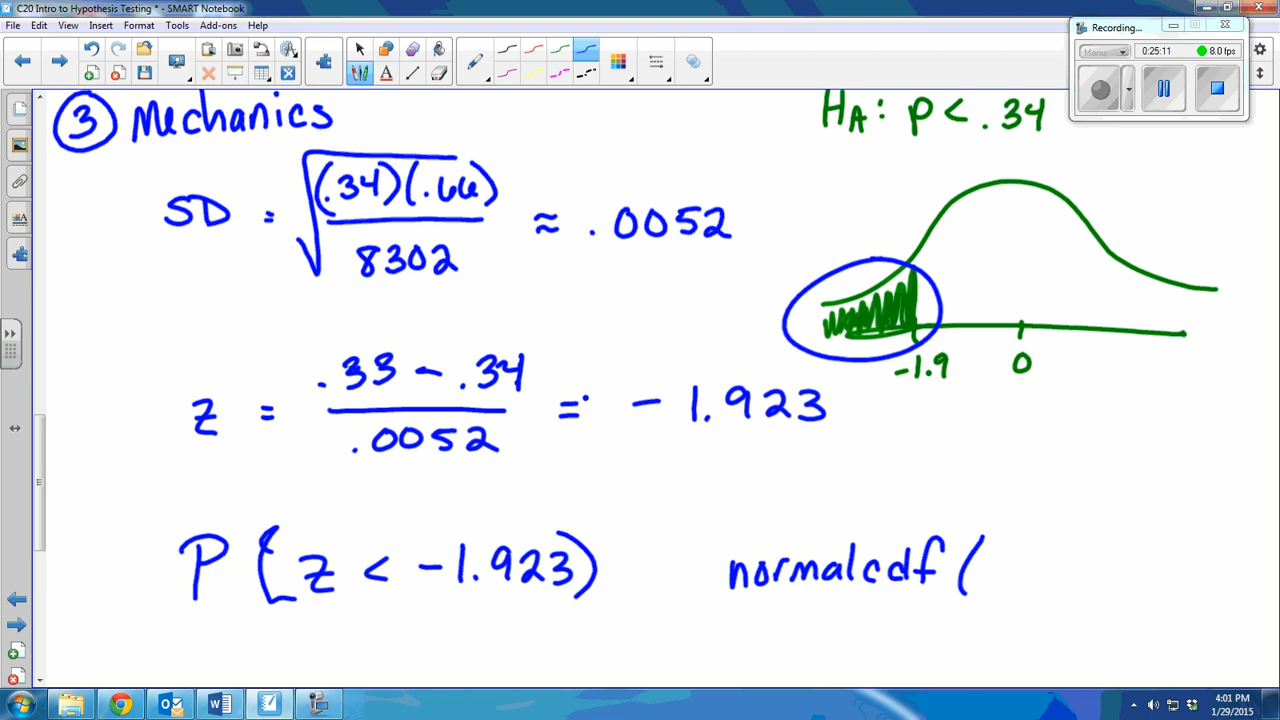 C20 Intro to Hypothesis Testing * - SMART Notebook
File Edit View Insert Format Tools Add-ons Help
Recording...
Menu 0:25:11 8.0 fps
③ Mechanics
H_A: p < .34
SD = √((.34)(.66)/8302) ≈ .0052
-1.9 0
z = (.33 - .34)/.0052 = - 1.923
P(z < -1.923) normalcdf (
4:01 PM
1/29/2015